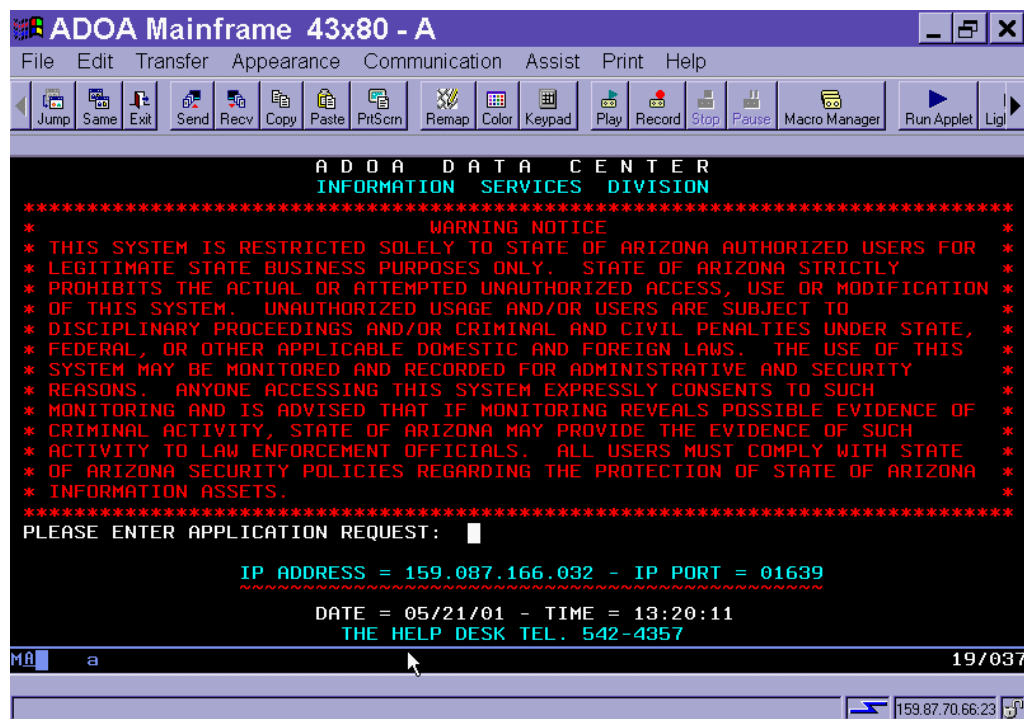 ADOA Mainframe 43x80 - A
File Edit Transfer Appearance Communication Assist Print Help
Jump Same Exit Send Recv Copy Paste PrtScrn Remap Color Keypad Play Record Stop Pause Macro Manager Run Applet Ligl
A D O A D A T A C E N T E R
INFORMATION SERVICES DIVISION
******************************************************************************
* WARNING NOTICE *
* THIS SYSTEM IS RESTRICTED SOLELY TO STATE OF ARIZONA AUTHORIZED USERS FOR *
* LEGITIMATE STATE BUSINESS PURPOSES ONLY. STATE OF ARIZONA STRICTLY *
* PROHIBITS THE ACTUAL OR ATTEMPTED UNAUTHORIZED ACCESS, USE OR MODIFICATION *
* OF THIS SYSTEM. UNAUTHORIZED USAGE AND/OR USERS ARE SUBJECT TO *
* DISCIPLINARY PROCEEDINGS AND/OR CRIMINAL AND CIVIL PENALTIES UNDER STATE, *
* FEDERAL, OR OTHER APPLICABLE DOMESTIC AND FOREIGN LAWS. THE USE OF THIS *
* SYSTEM MAY BE MONITORED AND RECORDED FOR ADMINISTRATIVE AND SECURITY *
* REASONS. ANYONE ACCESSING THIS SYSTEM EXPRESSLY CONSENTS TO SUCH *
* MONITORING AND IS ADVISED THAT IF MONITORING REVEALS POSSIBLE EVIDENCE OF *
* CRIMINAL ACTIVITY, STATE OF ARIZONA MAY PROVIDE THE EVIDENCE OF SUCH *
* ACTIVITY TO LAW ENFORCEMENT OFFICIALS. ALL USERS MUST COMPLY WITH STATE *
* OF ARIZONA SECURITY POLICIES REGARDING THE PROTECTION OF STATE OF ARIZONA *
* INFORMATION ASSETS. *
******************************************************************************
PLEASE ENTER APPLICATION REQUEST:
IP ADDRESS = 159.087.166.032 - IP PORT = 01639
~~~~~~~~~~~~~~~~~~~~~~~~~~~~~~~~~~~~~~~~~~~~~~
DATE = 05/21/01 - TIME = 13:20:11
THE HELP DESK TEL. 542-4357
MA a 19/037
159.87.70.66:23